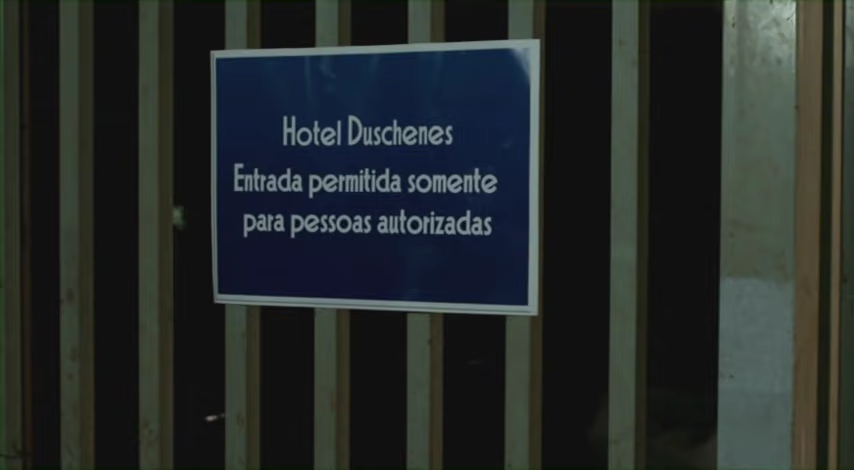 Hotel Duschenes
Entrada permitida somente
para pessoas autorizadas